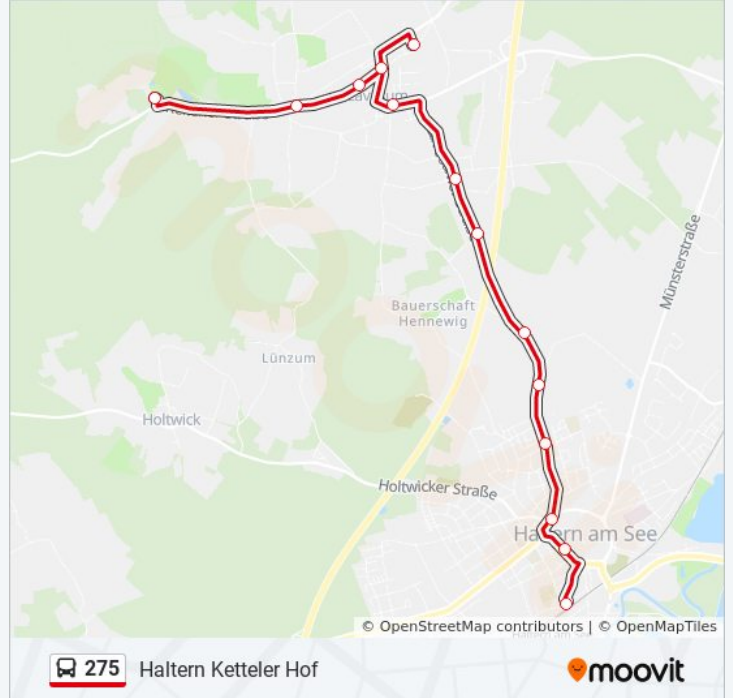 Münsterstraße
Bauerschaft
Hennewig
Lünzum
Holtwick
Holtwicker Straße
Haltern am See
© OpenStreetMap contributors | © OpenMapTiles
275 Haltern Ketteler Hof
moovit